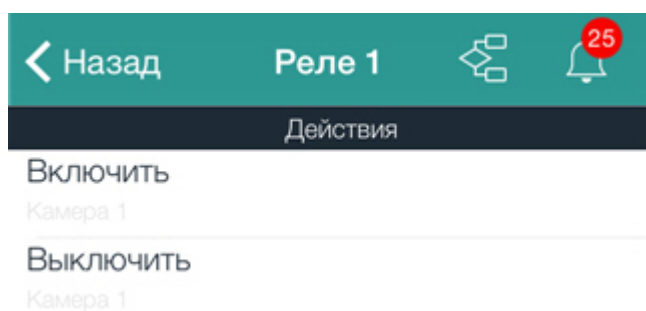 Назад Реле 1 25
Действия
Включить
Камера 1
Выключить
Камера 1